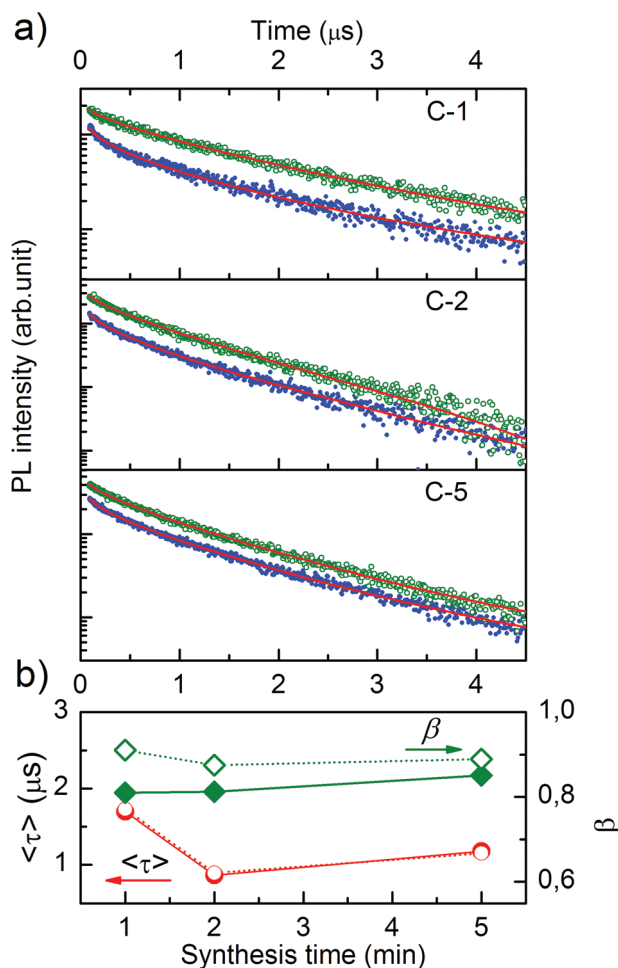 a)
Time (μs)
0 1 2 3 4
C-1
C-2
C-5
PL intensity (arb.unit)
0 1 2 3 4
b)
3
2
1
<τ> (μs)
1,0
0,8
0,6
β
β
<τ>
1 2 3 4 5
Synthesis time (min)